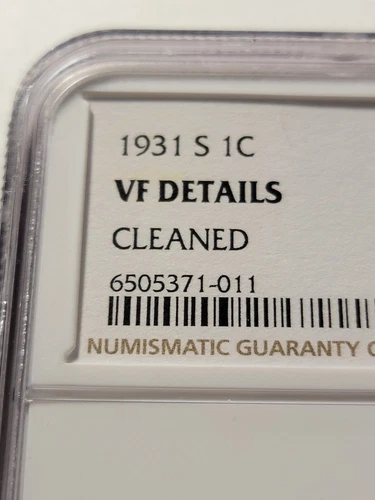 1931 S 1C
VF DETAILS
CLEANED
6505371-011
NUMISMATIC GUARANTY